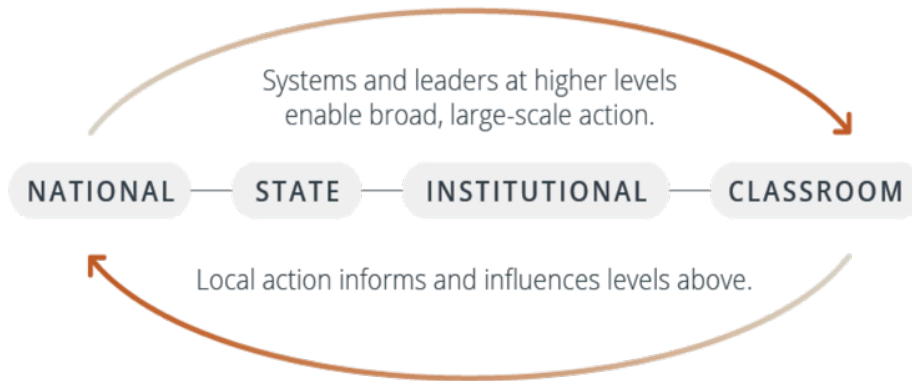 Systems and leaders at higher levels
enable broad, large-scale action.
NATIONAL STATE INSTITUTIONAL CLASSROOM
Local action informs and influences levels above.